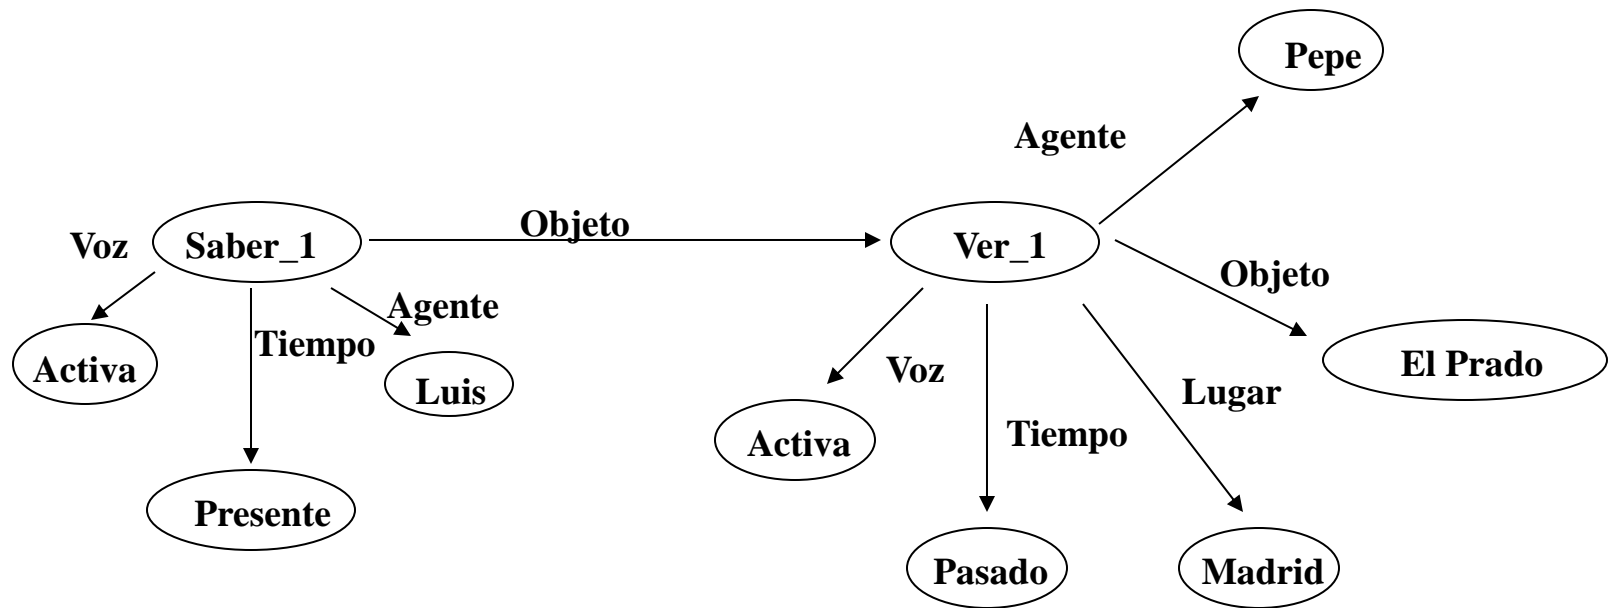 Pepe
Agente
Objeto
Voz
Saber_1
Ver_1
Objeto
Agente
Tiempo
Activa
Luis
Voz
El Prado
Lugar
Activa
Tiempo
Presente
Pasado
Madrid